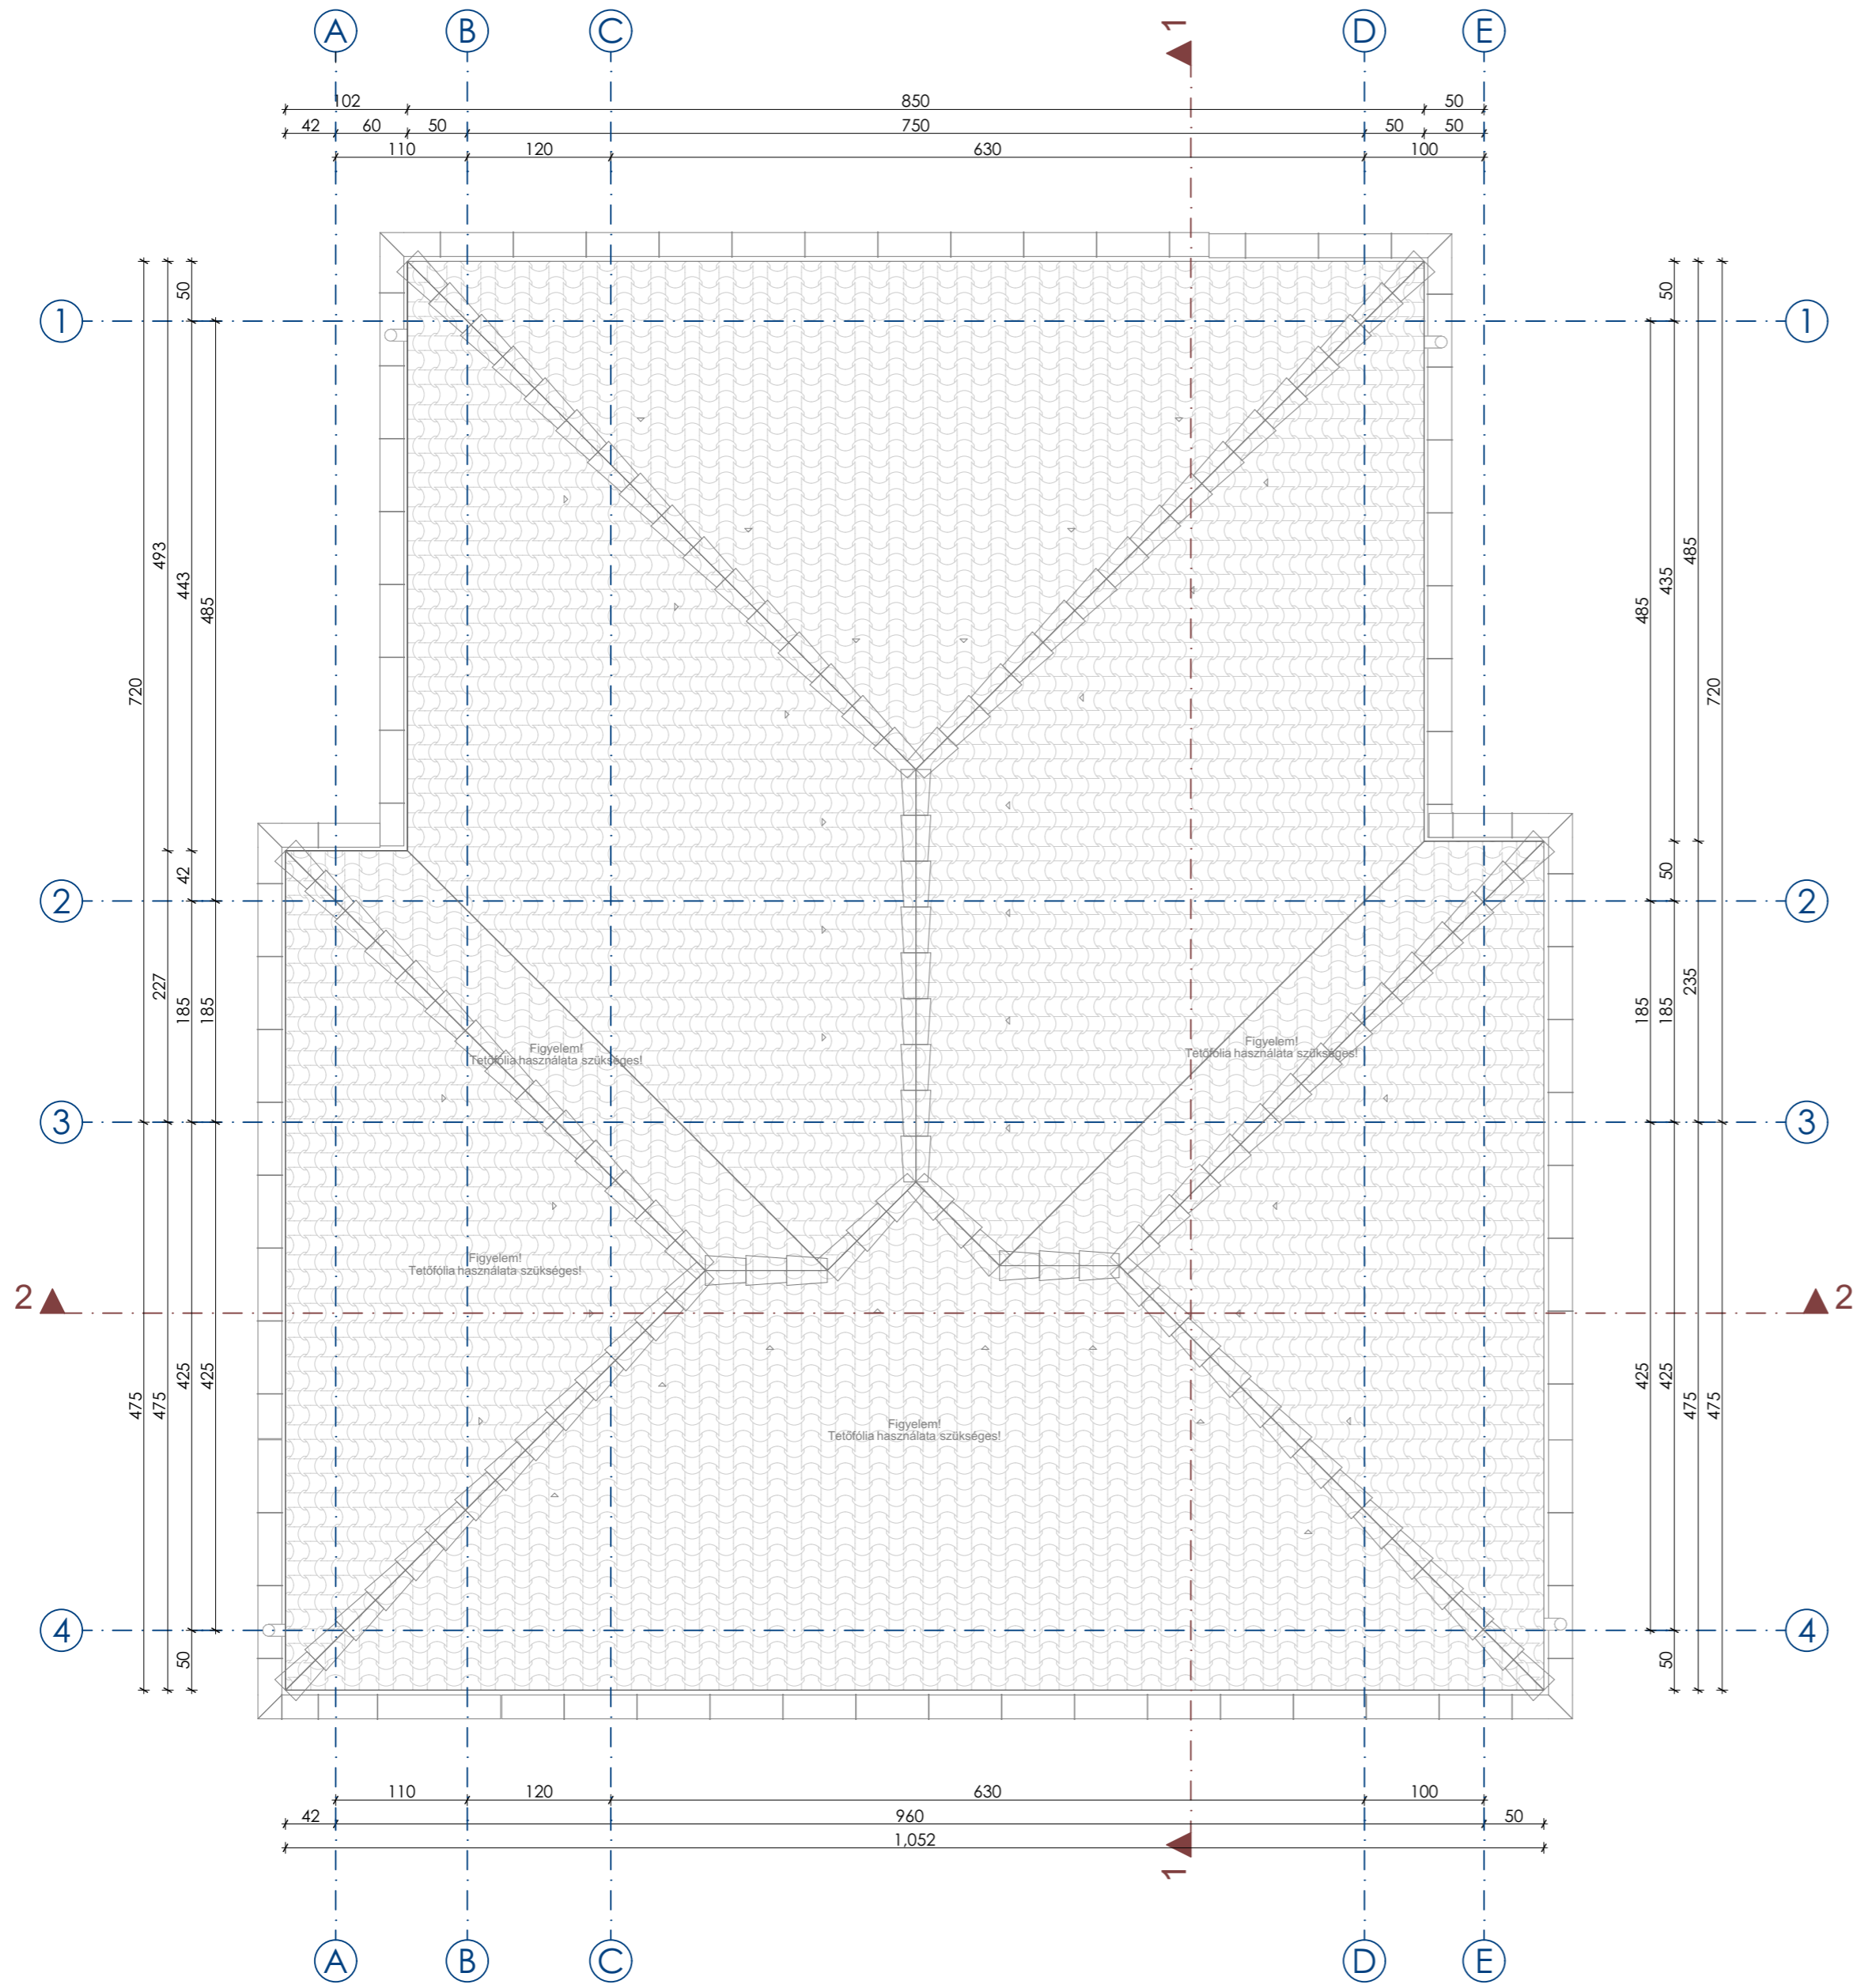 A B C 1 D E
102 850 50
42 60 50 750 50 50
110 120 630 100
50 50
1 1
493 443 485 720
485 435 485 720
42 50
2 2
227 185 185
185 185 235
Figyelem!
Tetőfólia használata szükséges!
Figyelem!
Tetőfólia használata szükséges!
3 3
Figyelem!
Tetőfólia használata szükséges!
2 2
475 475 425 425
425 425 475 475
Figyelem!
Tetőfólia használata szükséges!
4 4
50 50
110 120 630 100
42 960 50
1,052
1
A B C D E